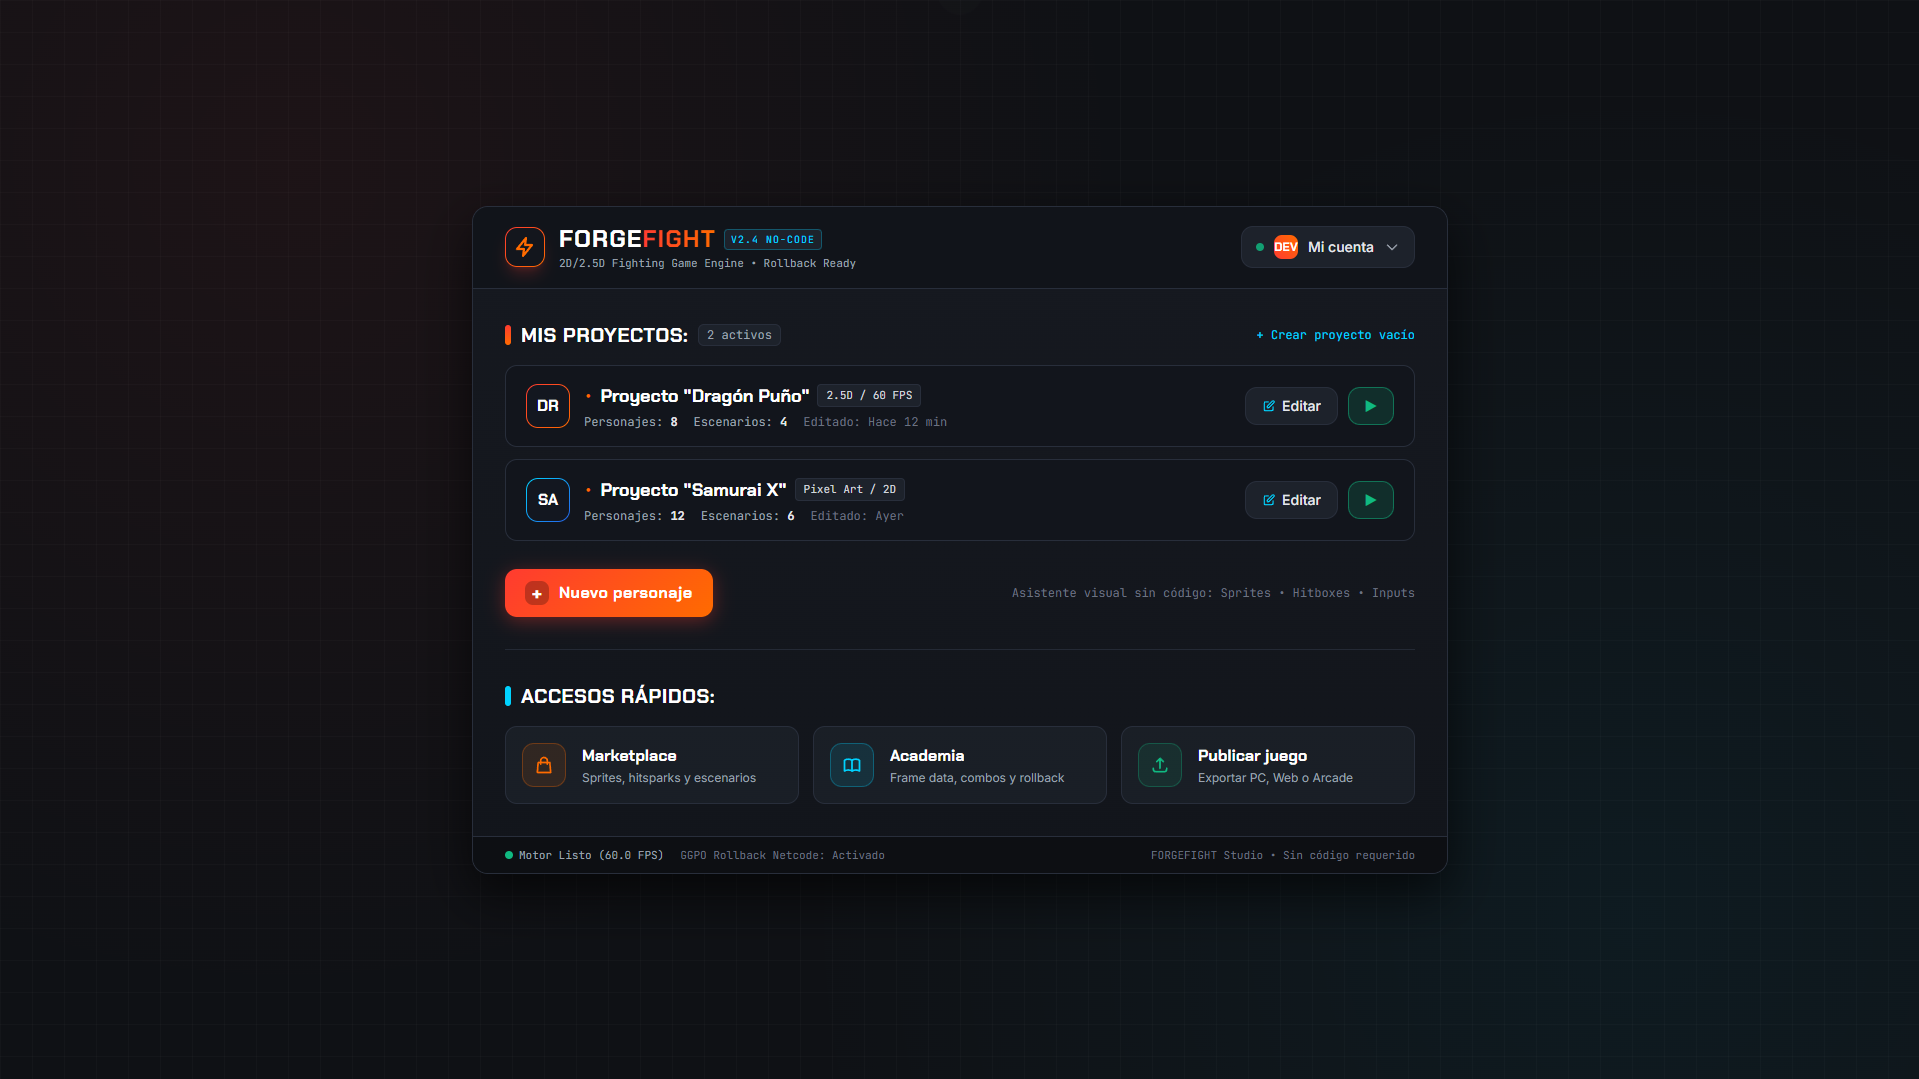 FORGEFIGHT V2.4 NO-CODE
2D/2.5D Fighting Game Engine • Rollback Ready
DEV Mi cuenta
MIS PROYECTOS: 2 activos
+ Crear proyecto vacío
DR
• Proyecto "Dragón Puño" 2.5D / 60 FPS
Personajes: 8 Escenarios: 4 Editado: Hace 12 min
Editar
SA
• Proyecto "Samurai X" Pixel Art / 2D
Personajes: 12 Escenarios: 6 Editado: Ayer
Editar
+ Nuevo personaje
Asistente visual sin código: Sprites • Hitboxes • Inputs
ACCESOS RÁPIDOS:
Marketplace
Sprites, hitsparks y escenarios
Academia
Frame data, combos y rollback
Publicar juego
Exportar PC, Web o Arcade
Motor Listo (60.0 FPS) GGPO Rollback Netcode: Activado
FORGEFIGHT Studio • Sin código requerido